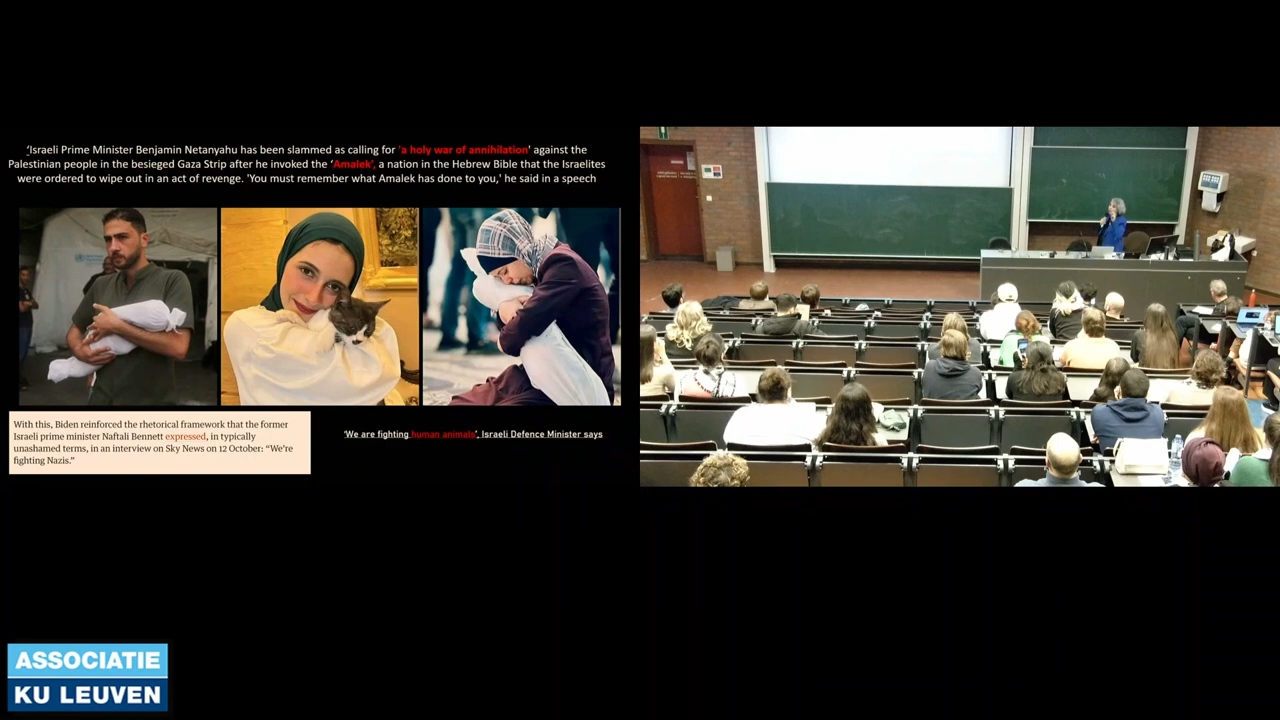 ‘Israeli Prime Minister Benjamin Netanyahu has been slammed as calling for 'a holy war of annihilation' against the
Palestinian people in the besieged Gaza Strip after he invoked the ‘Amalek’, a nation in the Hebrew Bible that the Israelites
were ordered to wipe out in an act of revenge. 'You must remember what Amalek has done to you,' he said in a speech
With this, Biden reinforced the rhetorical framework that the former
Israeli prime minister Naftali Bennett expressed, in typically
unashamed terms, in an interview on Sky News on 12 October: “We're
fighting Nazis.”
‘We are fighting human animals’, Israeli Defence Minister says
ASSOCIATIE
KU LEUVEN